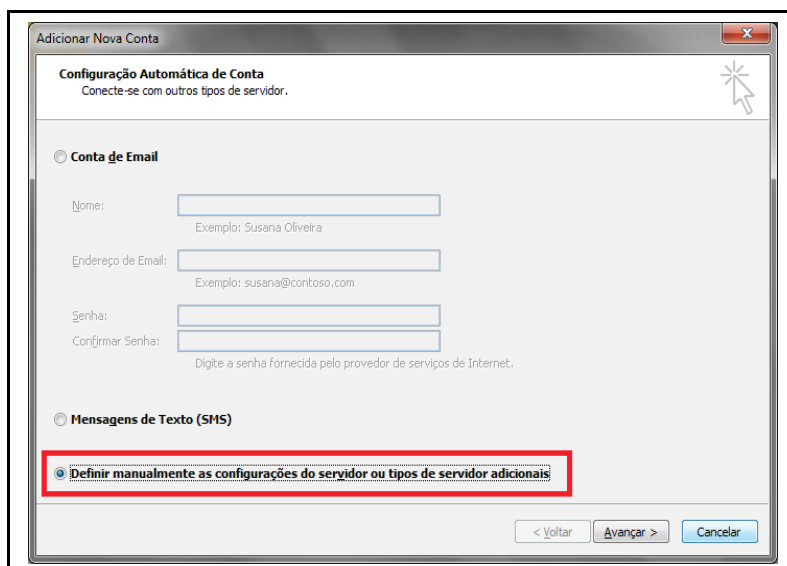 Adicionar Nova Conta
Configuração Automática de Conta
Conecte-se com outros tipos de servidor.
Conta de Email
Nome:
Exemplo: Susana Oliveira
Endereço de Email:
Exemplo: susana@contoso.com
Senha:
Confirmar Senha:
Digite a senha fornecida pelo provedor de serviços de Internet.
Mensagens de Texto (SMS)
Definir manualmente as configurações do servidor ou tipos de servidor adicionais
< Voltar Avançar > Cancelar